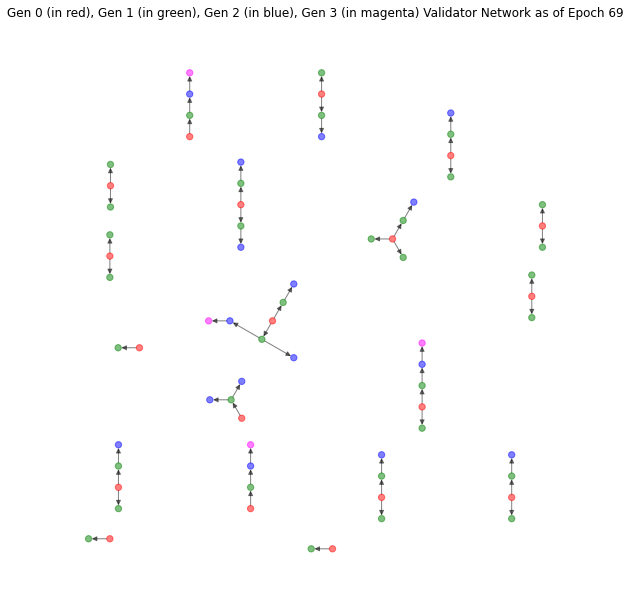 Gen 0 (in red), Gen 1 (in green), Gen 2 (in blue), Gen 3 (in magenta) Validator Network as of Epoch 69